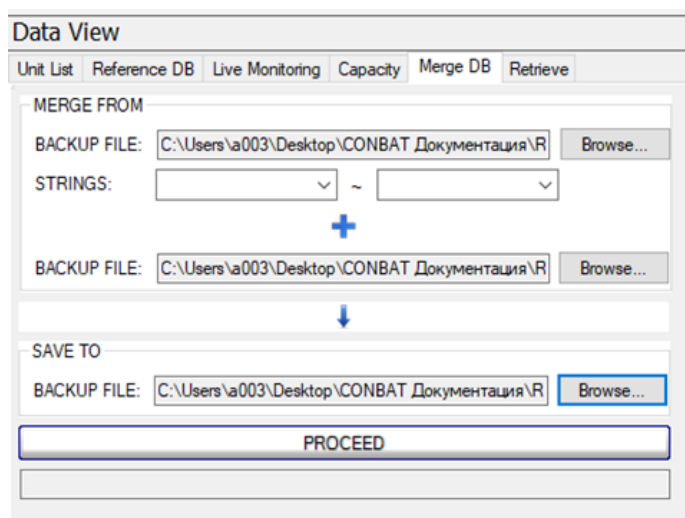 Data View
Unit List Reference DB Live Monitoring Capacity Merge DB Retrieve
MERGE FROM
BACKUP FILE: C:\Users\a003\Desktop\CONBAT Документация\R Browse...
STRINGS: ~
BACKUP FILE: C:\Users\a003\Desktop\CONBAT Документация\R Browse...
SAVE TO
BACKUP FILE: C:\Users\a003\Desktop\CONBAT Документация\R Browse...
PROCEED